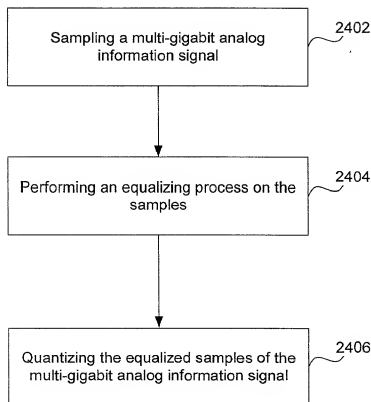 2402
Sampling a multi-gigabit analog
information signal
2404
Performing an equalizing process on the
samples
2406
Quantizing the equalized samples of the
multi-gigabit analog information signal